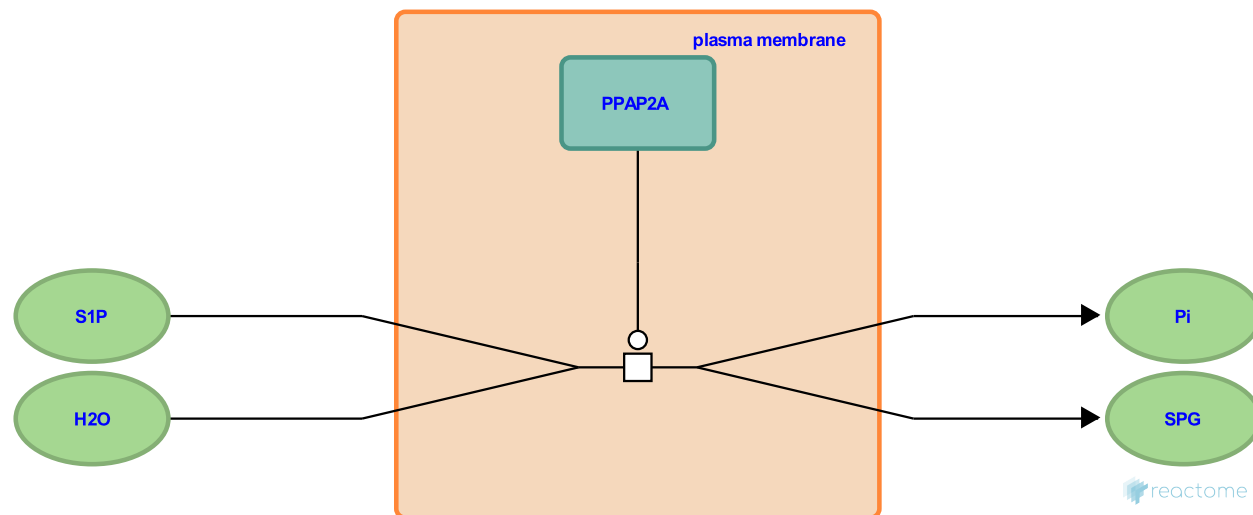 plasma membrane
PPAP2A
S1P
Pi
H2O
SPG
reactome